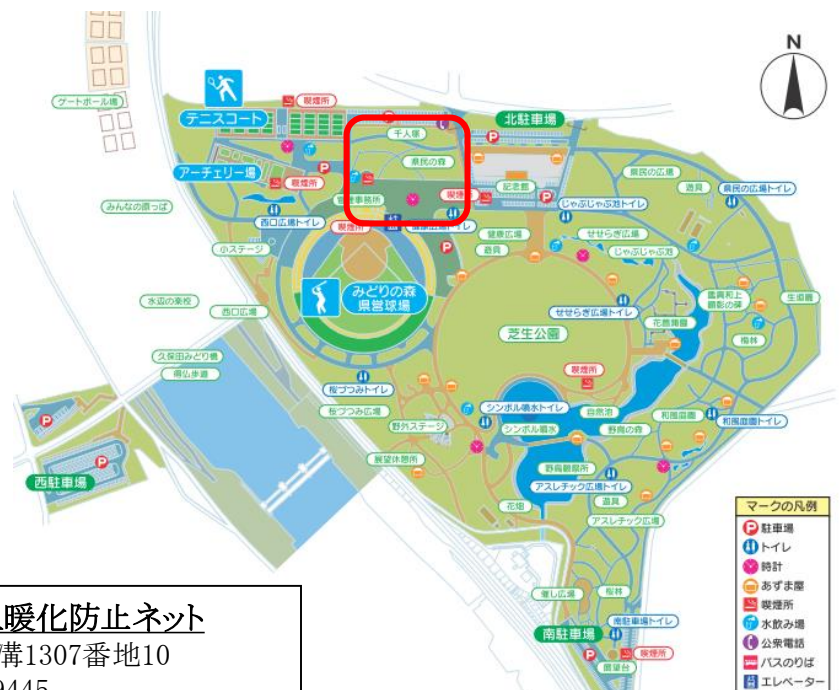 N
ゲートボール場
テニスコート
喫煙所
千人塚
北駐車場
アーチェリー場
喫煙所
県民の森
記念館
県民の広場
遊具
県民の広場トイレ
みんなの原っぱ
管理事務所
喫煙所
じゃぶじゃぶ池トイレ
西口広場トイレ
喫煙所
健康広場トイレ
小ステージ
健康広場
遊具
せせらぎ広場
じゃぶじゃぶ池
水辺の楽校
西口広場
みどりの森
県営球場
せせらぎ広場トイレ
花菖蒲園
鑑真和上
顕彰の碑
芝生公園
梅林
久保田みどり橋
喫煙所
桜づつみトイレ
桜づつみ広場
シンボル噴水トイレ
自然池
和風庭園
和風庭園トイレ
野外ステージ
シンボル噴水
野鳥の森
展望休憩所
野鳥観察所
西駐車場
アスレチック広場トイレ
花畑
遊具
アスレチック広場
マークの凡例
駐車場
トイレ
時計
あずま屋
喫煙所
水飲み場
公衆電話
バスのりば
エレベーター
催し広場
桜林
南駐車場トイレ
南駐車場
喫煙所
展望台
暖化防止ネット
溝1307番地10
9445